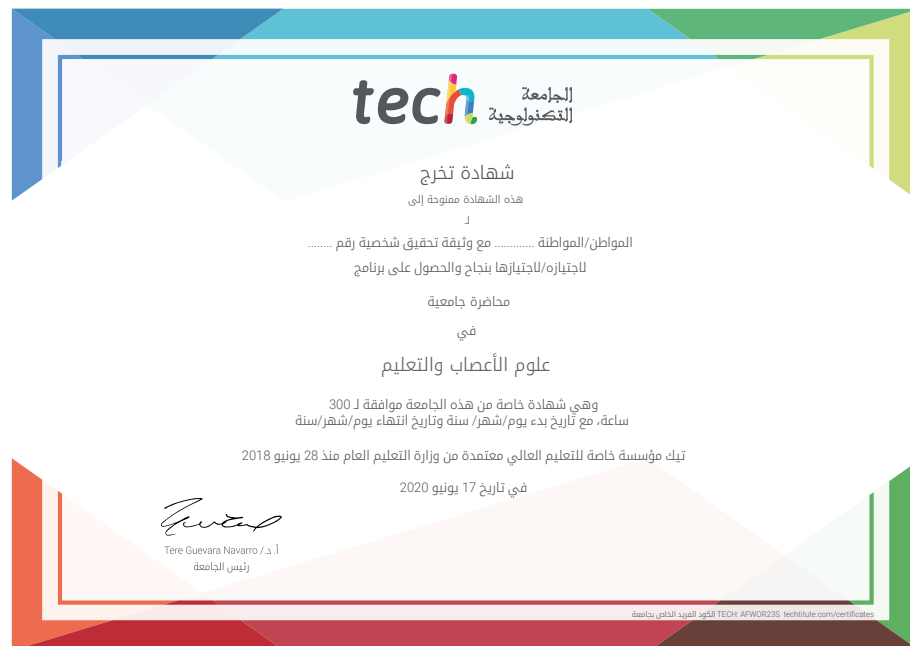 tech الجامعة
التكنولوجية
شهادة تخرج
هذه الشهادة ممنوحة إلى
لـ
المواطن/المواطنة ............ مع وثيقة تحقيق شخصية رقم ........
لاجتيازه/لاجتيازها بنجاح والحصول على برنامج
محاضرة جامعية
في
علوم الأعصاب والتعليم
وهي شهادة خاصة من هذه الجامعة موافقة لـ 300
ساعة، مع تاريخ بدء يوم/شهر/ سنة وتاريخ انتهاء يوم/شهر/سنة
تيك مؤسسة خاصة للتعليم العالي معتمدة من وزارة التعليم العام منذ 28 يونيو 2018
في تاريخ 17 يونيو 2020
أ.د./ Tere Guevara Navarro
رئيس الجامعة
الكود الفريد الخاص بجامعة TECH: AFWOR23S techtitute.com/certificates